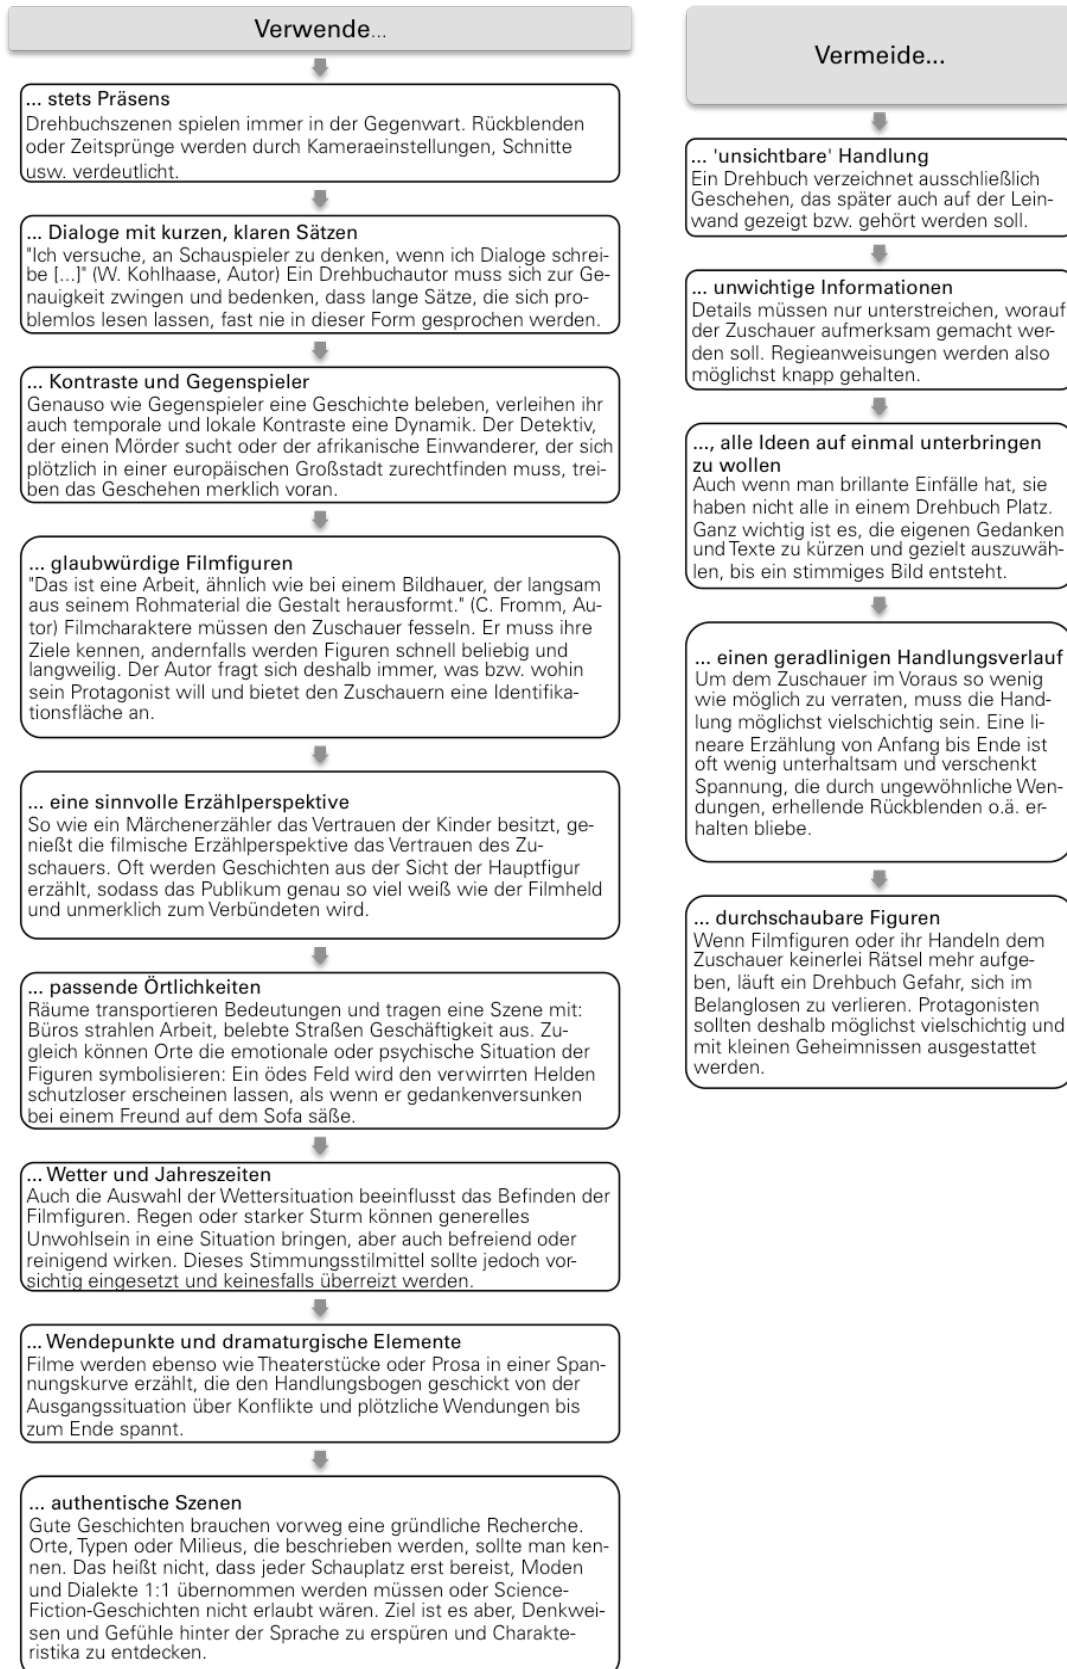 Verwende...
... stets Präsens
Drehbuchszenen spielen immer in der Gegenwart. Rückblenden
oder Zeitsprünge werden durch Kameraeinstellungen, Schnitte
usw. verdeutlicht.
... Dialoge mit kurzen, klaren Sätzen
"Ich versuche, an Schauspieler zu denken, wenn ich Dialoge schrei-
be [...]" (W. Kohlhaase, Autor) Ein Drehbuchautor muss sich zur Ge-
nauigkeit zwingen und bedenken, dass lange Sätze, die sich pro-
blemlos lesen lassen, fast nie in dieser Form gesprochen werden.
... Kontraste und Gegenspieler
Genauso wie Gegenspieler eine Geschichte beleben, verleihen ihr
auch temporale und lokale Kontraste eine Dynamik. Der Detektiv,
der einen Mörder sucht oder der afrikanische Einwanderer, der sich
plötzlich in einer europäischen Großstadt zurechtfinden muss, trei-
ben das Geschehen merklich voran.
... glaubwürdige Filmfiguren
"Das ist eine Arbeit, ähnlich wie bei einem Bildhauer, der langsam
aus seinem Rohmaterial die Gestalt herausformt." (C. Fromm, Au-
tor) Filmcharaktere müssen den Zuschauer fesseln. Er muss ihre
Ziele kennen, andernfalls werden Figuren schnell beliebig und
langweilig. Der Autor fragt sich deshalb immer, was bzw. wohin
sein Protagonist will und bietet den Zuschauern eine Identifika-
tionsfläche an.
... eine sinnvolle Erzählperspektive
So wie ein Märchenerzähler das Vertrauen der Kinder besitzt, ge-
nießt die filmische Erzählperspektive das Vertrauen des Zu-
schauers. Oft werden Geschichten aus der Sicht der Hauptfigur
erzählt, sodass das Publikum genau so viel weiß wie der Filmheld
und unmerklich zum Verbündeten wird.
... passende Örtlichkeiten
Räume transportieren Bedeutungen und tragen eine Szene mit:
Büros strahlen Arbeit, belebte Straßen Geschäftigkeit aus. Zu-
gleich können Orte die emotionale oder psychische Situation der
Figuren symbolisieren: Ein ödes Feld wird den verwirrten Helden
schutzloser erscheinen lassen, als wenn er gedankenversunken
bei einem Freund auf dem Sofa säße.
... Wetter und Jahreszeiten
Auch die Auswahl der Wettersituation beeinflusst das Befinden der
Filmfiguren. Regen oder starker Sturm können generelles
Unwohlsein in eine Situation bringen, aber auch befreiend oder
reinigend wirken. Dieses Stimmungsstilmittel sollte jedoch vor-
sichtig eingesetzt und keinesfalls überreizt werden.
... Wendepunkte und dramaturgische Elemente
Filme werden ebenso wie Theaterstücke oder Prosa in einer Span-
nungskurve erzählt, die den Handlungsbogen geschickt von der
Ausgangssituation über Konflikte und plötzliche Wendungen bis
zum Ende spannt.
... authentische Szenen
Gute Geschichten brauchen vorweg eine gründliche Recherche.
Orte, Typen oder Milieus, die beschrieben werden, sollte man ken-
nen. Das heißt nicht, dass jeder Schauplatz erst bereist, Moden
und Dialekte 1:1 übernommen werden müssen oder Science-
Fiction-Geschichten nicht erlaubt wären. Ziel ist es aber, Denkwei-
sen und Gefühle hinter der Sprache zu erspüren und Charakte-
ristika zu entdecken.
Vermeide...
... 'unsichtbare' Handlung
Ein Drehbuch verzeichnet ausschließlich
Geschehen, das später auch auf der Lein-
wand gezeigt bzw. gehört werden soll.
... unwichtige Informationen
Details müssen nur unterstreichen, worauf
der Zuschauer aufmerksam gemacht wer-
den soll. Regieanweisungen werden also
möglichst knapp gehalten.
..., alle Ideen auf einmal unterbringen
zu wollen
Auch wenn man brillante Einfälle hat, sie
haben nicht alle in einem Drehbuch Platz.
Ganz wichtig ist es, die eigenen Gedanken
und Texte zu kürzen und gezielt auszuwäh-
len, bis ein stimmiges Bild entsteht.
... einen geradlinigen Handlungsverlauf
Um dem Zuschauer im Voraus so wenig
wie möglich zu verraten, muss die Hand-
lung möglichst vielschichtig sein. Eine li-
neare Erzählung von Anfang bis Ende ist
oft wenig unterhaltsam und verschenkt
Spannung, die durch ungewöhnliche Wen-
dungen, erhellende Rückblenden o.ä. er-
halten bliebe.
... durchschaubare Figuren
Wenn Filmfiguren oder ihr Handeln dem
Zuschauer keinerlei Rätsel mehr aufge-
ben, läuft ein Drehbuch Gefahr, sich im
Belanglosen zu verlieren. Protagonisten
sollten deshalb möglichst vielschichtig und
mit kleinen Geheimnissen ausgestattet
werden.